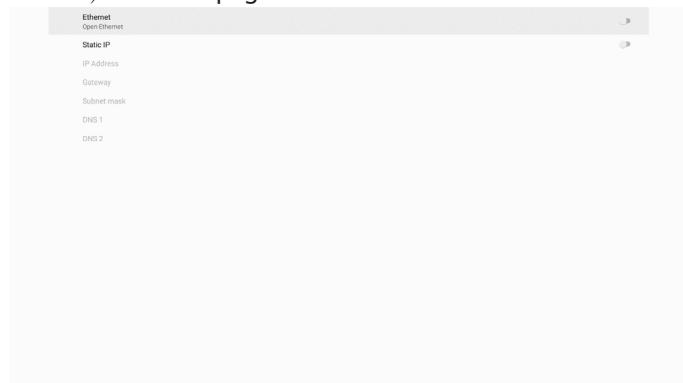 Ethernet
Open Ethernet
Static IP
IP Address
Gateway
Subnet mask
DNS 1
DNS 2